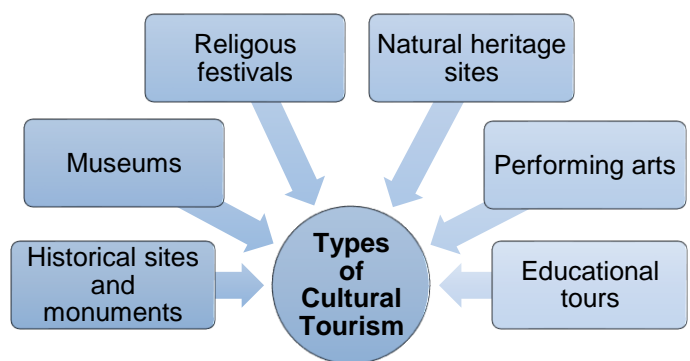 Religous
festivals
Natural heritage
sites
Museums
Performing arts
Historical sites
and
monuments
Types
of
Cultural
Tourism
Educational
tours